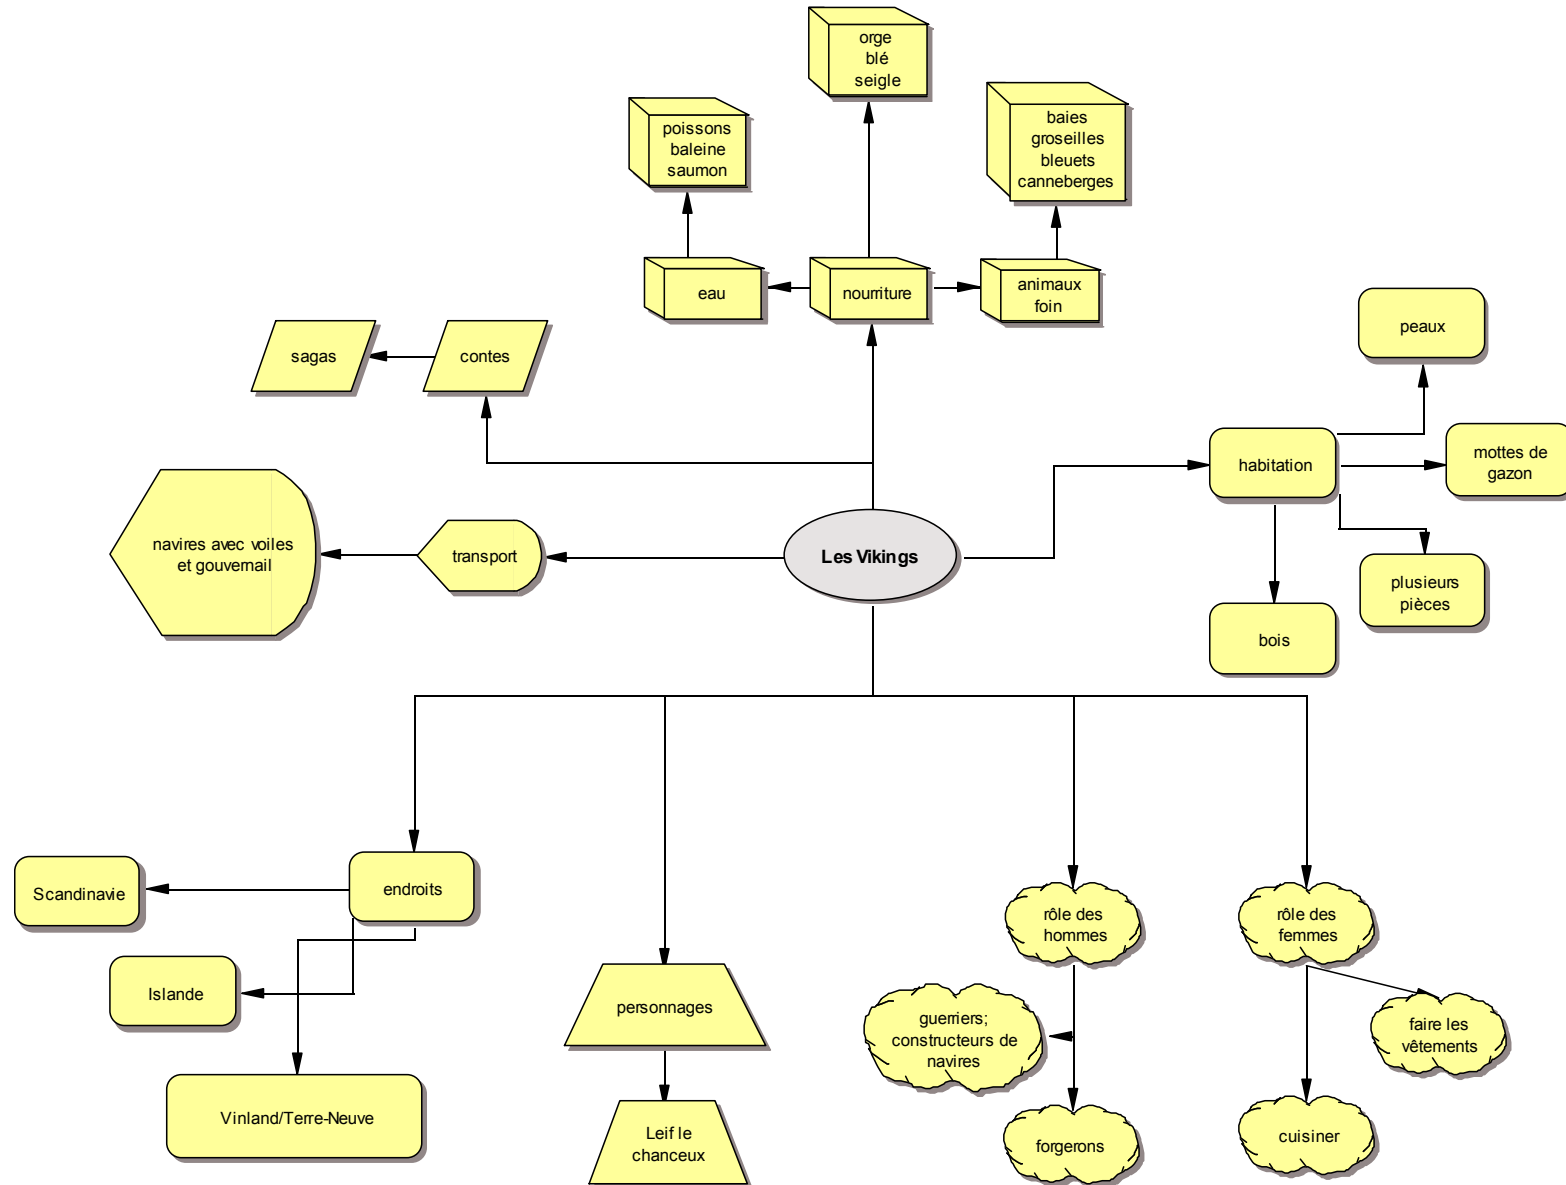 orge
blé
seigle
poissons
baleine
saumon
baies
groseilles
bleuets
canneberges
eau
nourriture
animaux
foin
sagas
contes
peaux
habitation
mottes de
gazon
navires avec voiles
et gouvernail
transport
Les Vikings
plusieurs
pièces
bois
Scandinavie
endroits
rôle des
hommes
rôle des
femmes
Islande
personnages
guerriers;
constructeurs de
navires
faire les
vêtements
Vinland/Terre-Neuve
Leif le
chanceux
forgerons
cuisiner